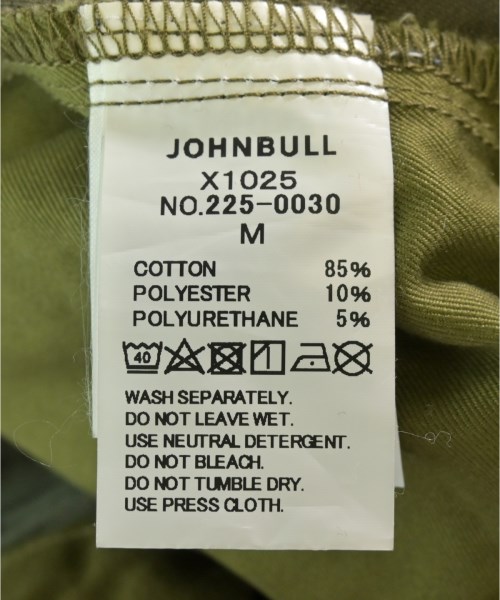 JOHNBULL
X1025
NO.225-0030
M
COTTON 85%
POLYESTER 10%
POLYURETHANE 5%
40
WASH SEPARATELY.
DO NOT LEAVE WET.
USE NEUTRAL DETERGENT.
DO NOT BLEACH.
DO NOT TUMBLE DRY.
USE PRESS CLOTH.